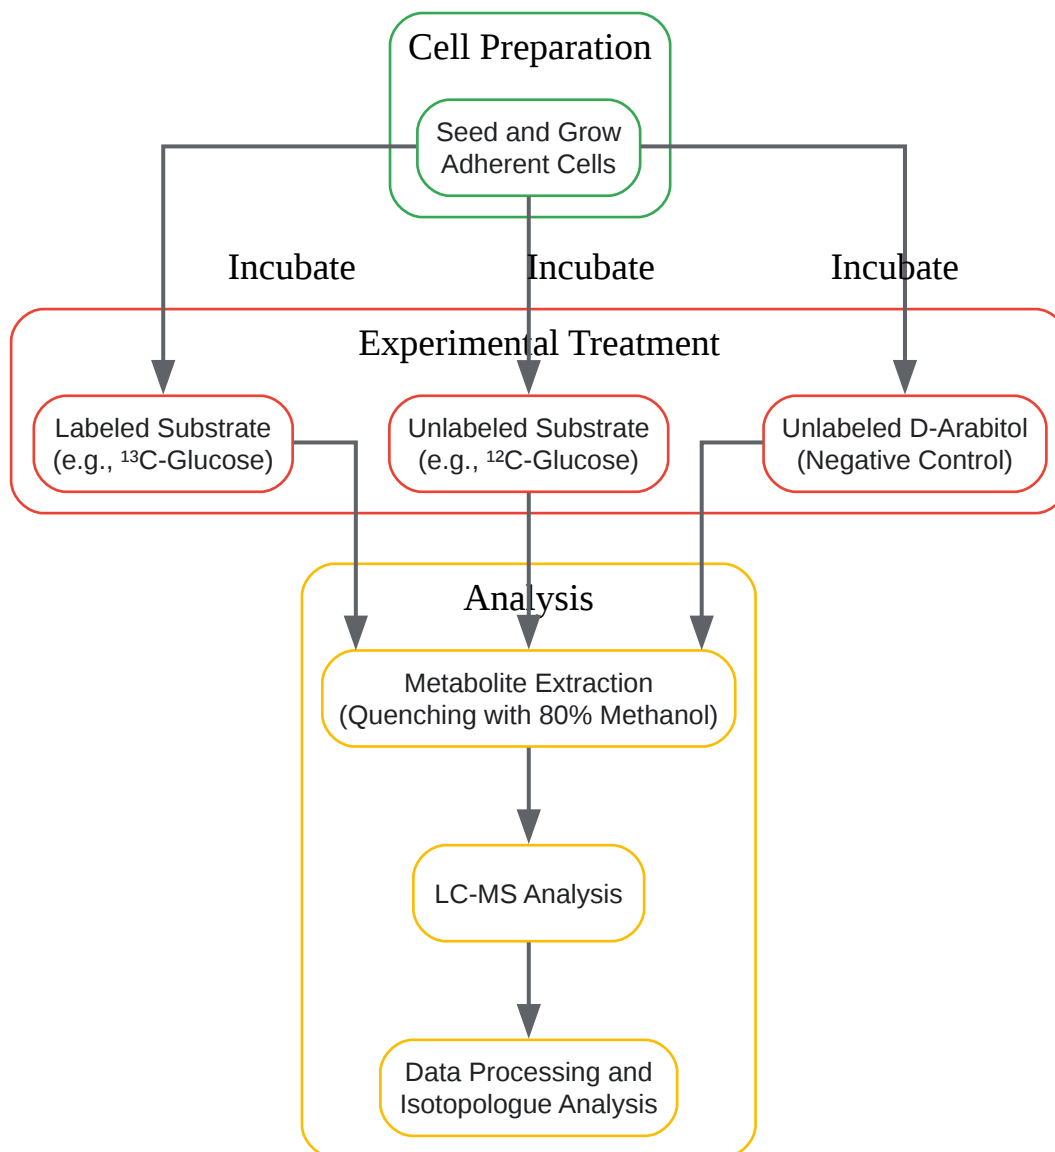 Cell Preparation
Seed and Grow
Adherent Cells
Incubate
Incubate
Incubate
Experimental Treatment
Labeled Substrate
(e.g., ¹³C-Glucose)
Unlabeled Substrate
(e.g., ¹²C-Glucose)
Unlabeled D-Arabitol
(Negative Control)
Analysis
Metabolite Extraction
(Quenching with 80% Methanol)
LC-MS Analysis
Data Processing and
Isotopologue Analysis